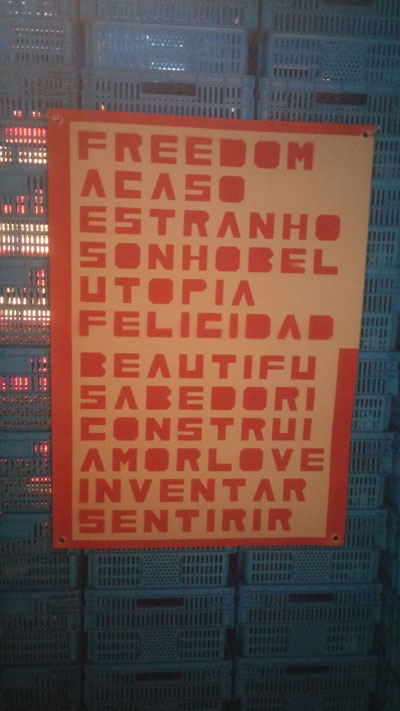 FREEDOM
ACASO
ESTRANHO
SONHOBEL
UTOPIA
FELICIDAD
BEAUTIFU
SABEDORI
CONSTRUI
AMORLOVE
INVENTAR
SENTIRIR